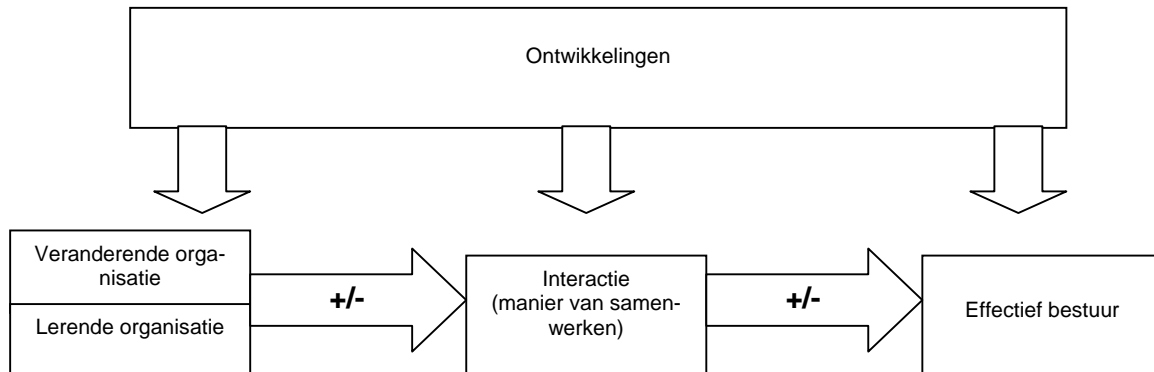 Ontwikkelingen
Veranderende orga-
nisatie
Lerende organisatie
+/-
Interactie
(manier van samen-
werken)
+/-
Effectief bestuur